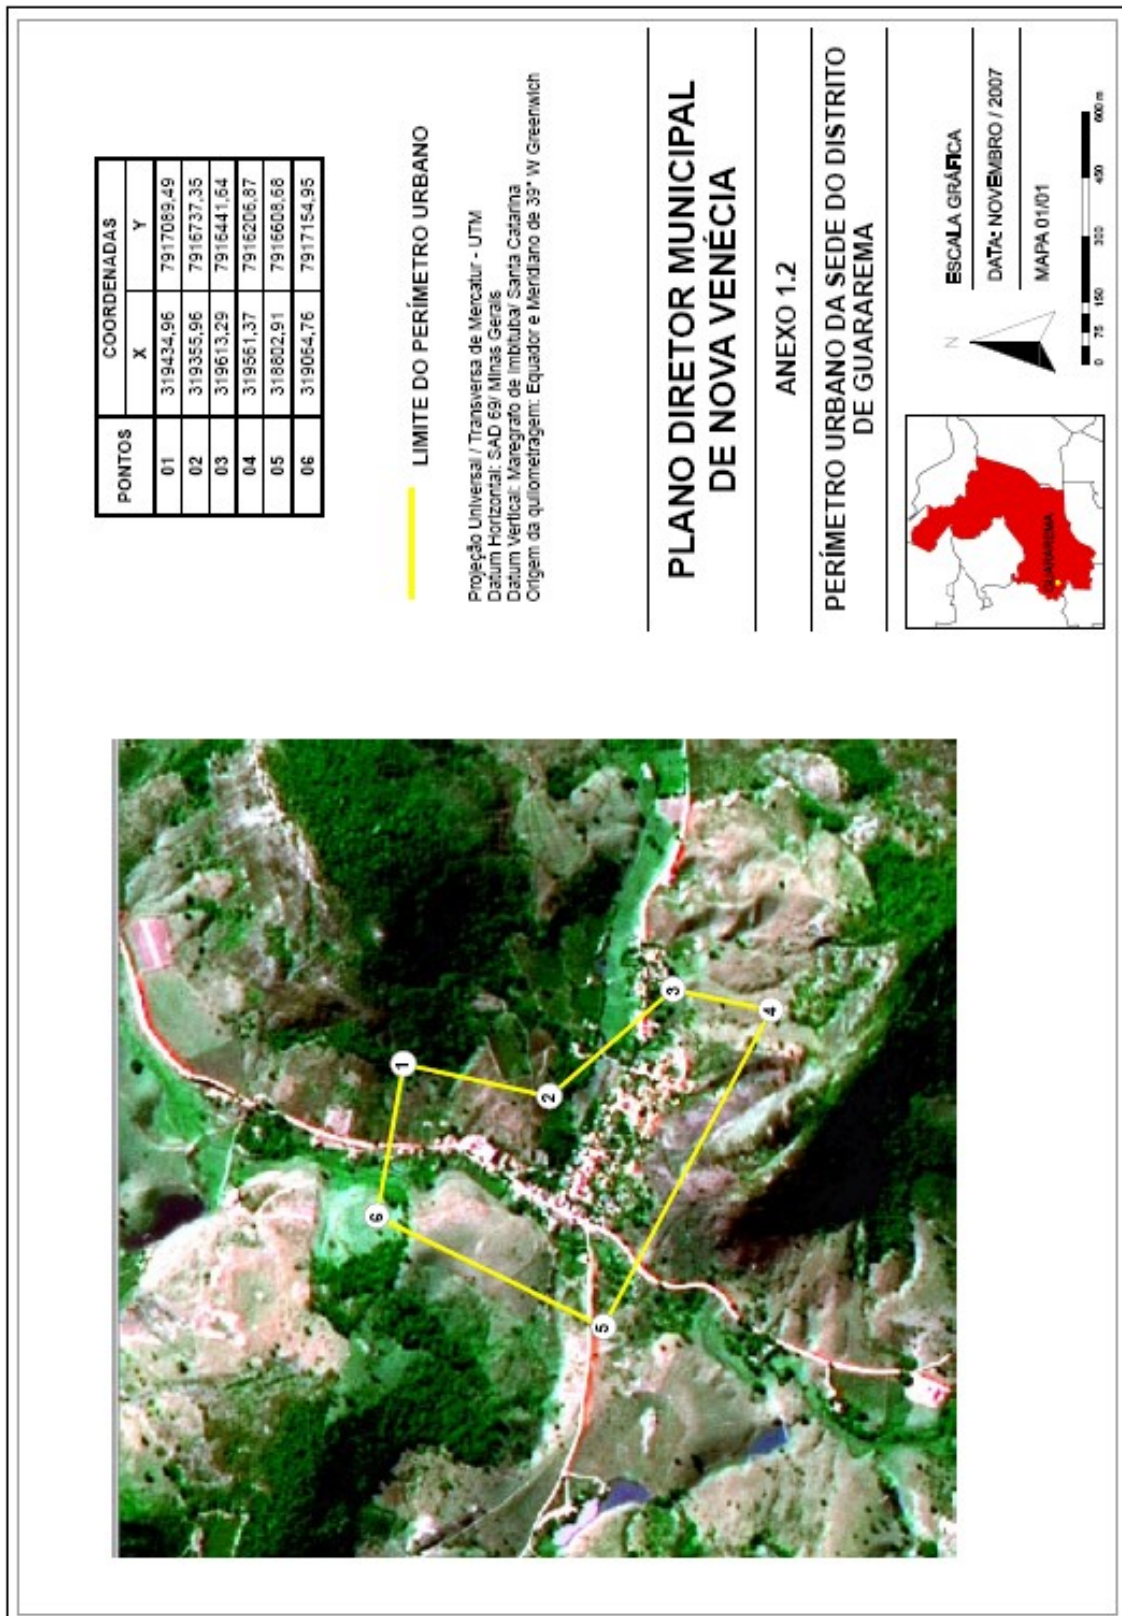 COORDENADAS
PONTOS X Y
01 319434,96 7917089,49
02 319355,96 7916737,35
03 319613,29 7916441,64
04 319561,37 7916206,87
05 318802,91 7916608,68
06 319064,76 7917154,95
LIMITE DO PERÍMETRO URBANO
Projeção Universal / Transversa de Mercatur - UTM
Datum Horizontal: SAD 69/ Minas Gerais
Datum Vertical: Maregrafo de Imbituba/ Santa Catarina
Origem da quilometragem: Equador e Meridiano de 39° W Greenwich
PLANO DIRETOR MUNICIPAL
DE NOVA VENÉCIA
ANEXO 1.2
PERÍMETRO URBANO DA SEDE DO DISTRITO
DE GUARAREMA
GUARAREMA
N
ESCALA GRÁFICA
DATA: NOVEMBRO / 2007
MAPA 01/01
0 75 150 300 450 600 m
1
2
3
4
5
6